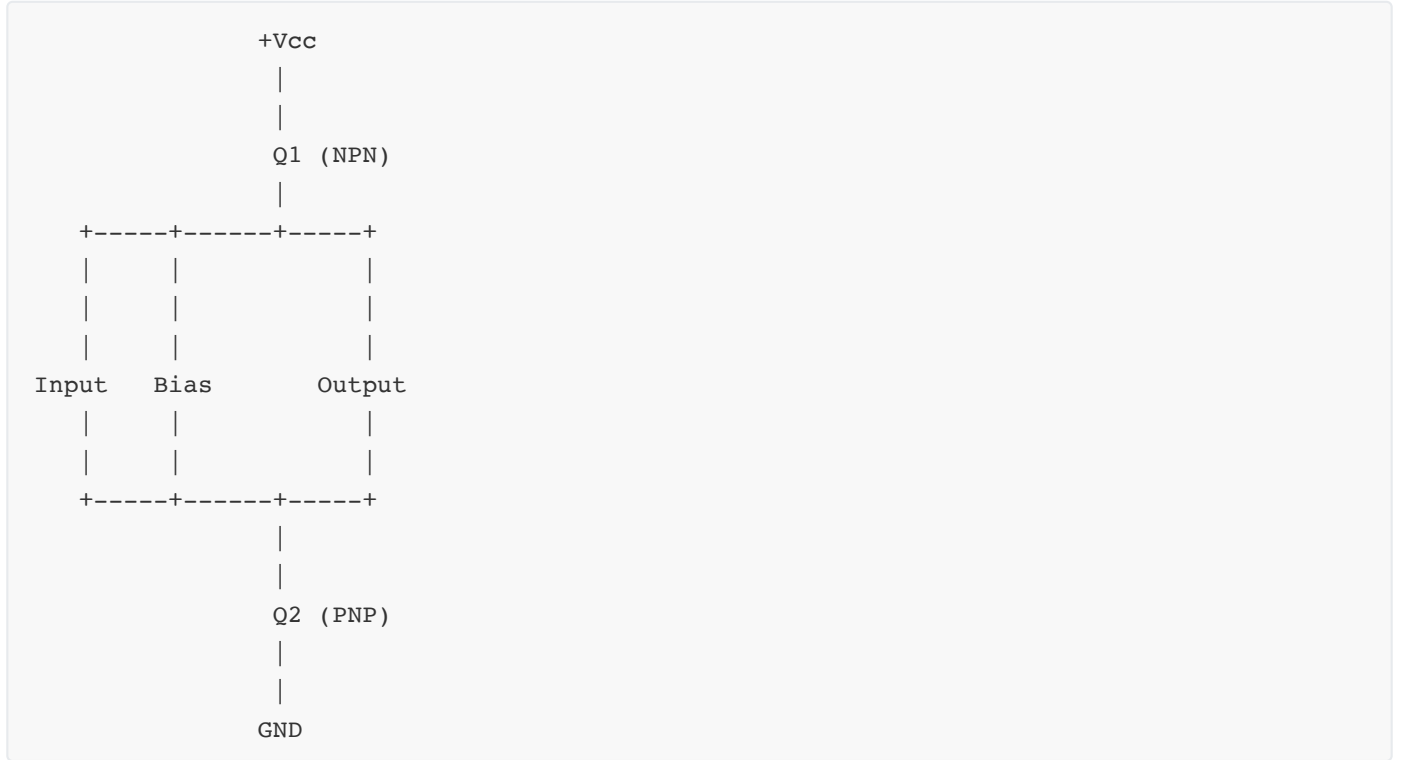 +Vcc
|
|
Q1 (NPN)
|
+-----+------+-----+
| | |
| | |
| | |
Input Bias Output
| | |
| | |
+-----+------+-----+
|
|
Q2 (PNP)
|
|
GND